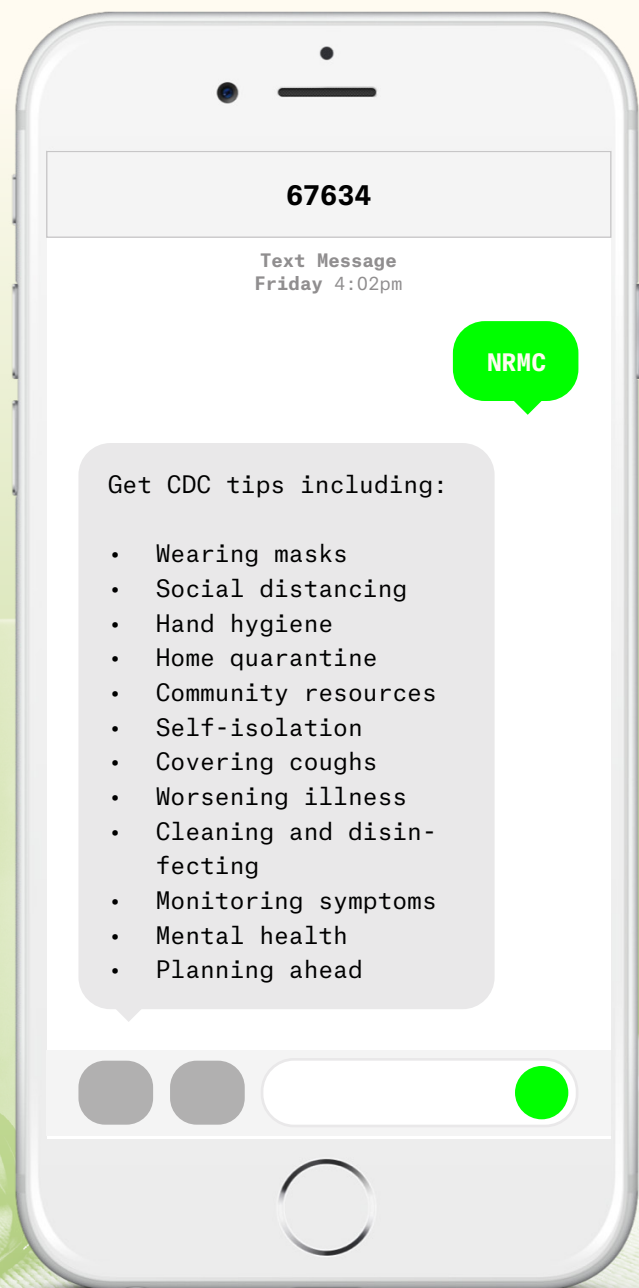 67634
Text Message
Friday 4:02pm
NRMC
Get CDC tips including:
• Wearing masks
• Social distancing
• Hand hygiene
• Home quarantine
• Community resources
• Self-isolation
• Covering coughs
• Worsening illness
• Cleaning and disin-
fecting
• Monitoring symptoms
• Mental health
• Planning ahead